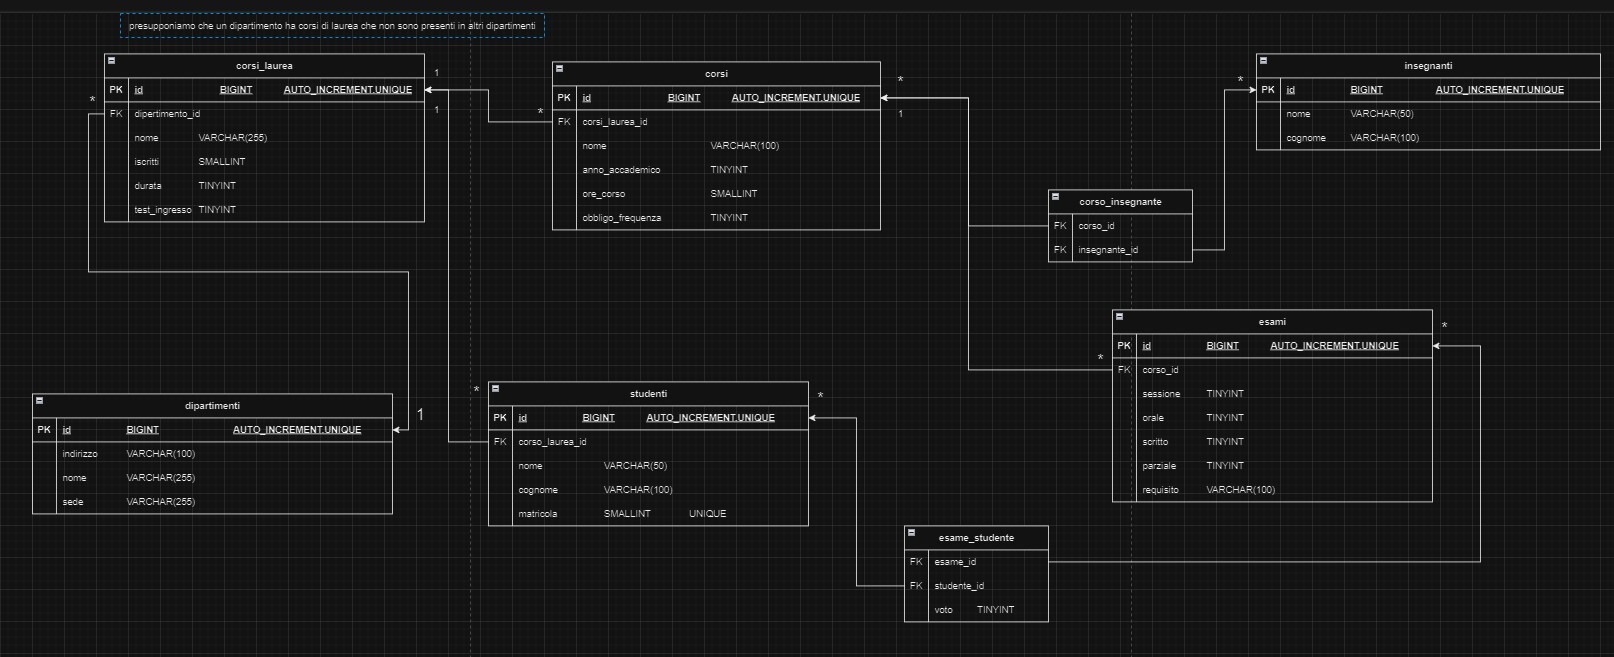 presupponiamo che un dipartimento ha corsi di laurea che non sono presenti in altri dipartimenti
corsi_laurea
PK id BIGINT AUTO_INCREMENT.UNIQUE
FK dipertimento_id
nome VARCHAR(255)
iscritti SMALLINT
durata TINYINT
test_ingresso TINYINT
1
1
*
corsi
PK id BIGINT AUTO_INCREMENT.UNIQUE
FK corsi_laurea_id
nome VARCHAR(100)
anno_accademico TINYINT
ore_corso SMALLINT
obbligo_frequenza TINYINT
*
*
1
insegnanti
PK id BIGINT AUTO_INCREMENT.UNIQUE
nome VARCHAR(50)
cognome VARCHAR(100)
*
corso_insegnante
FK corso_id
FK insegnante_id
esami
PK id BIGINT AUTO_INCREMENT.UNIQUE
FK corso_id
sessione TINYINT
orale TINYINT
scritto TINYINT
parziale TINYINT
requisito VARCHAR(100)
*
*
dipartimenti
PK id BIGINT AUTO_INCREMENT.UNIQUE
indirizzo VARCHAR(100)
nome VARCHAR(255)
sede VARCHAR(255)
1
studenti
PK id BIGINT AUTO_INCREMENT.UNIQUE
FK corso_laurea_id
nome VARCHAR(50)
cognome VARCHAR(100)
matricola SMALLINT UNIQUE
*
*
esame_studente
FK esame_id
FK studente_id
voto TINYINT